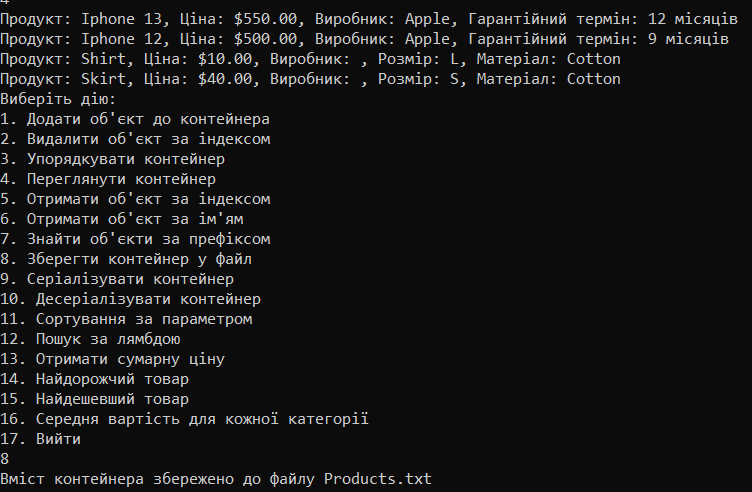 4
Продукт: Iphone 13, Ціна: $550.00, Виробник: Apple, Гарантійний термін: 12 місяців
Продукт: Iphone 12, Ціна: $500.00, Виробник: Apple, Гарантійний термін: 9 місяців
Продукт: Shirt, Ціна: $10.00, Виробник: , Розмір: L, Матеріал: Cotton
Продукт: Skirt, Ціна: $40.00, Виробник: , Розмір: S, Матеріал: Cotton
Виберіть дію:
1. Додати об'єкт до контейнера
2. Видалити об'єкт за індексом
3. Упорядкувати контейнер
4. Переглянути контейнер
5. Отримати об'єкт за індексом
6. Отримати об'єкт за ім'ям
7. Знайти об'єкти за префіксом
8. Зберегти контейнер у файл
9. Серіалізувати контейнер
10. Десеріалізувати контейнер
11. Сортування за параметром
12. Пошук за лямбдою
13. Отримати сумарну ціну
14. Найдорожчий товар
15. Найдешевший товар
16. Середня вартість для кожної категорії
17. Вийти
8
Вміст контейнера збережено до файлу Products.txt